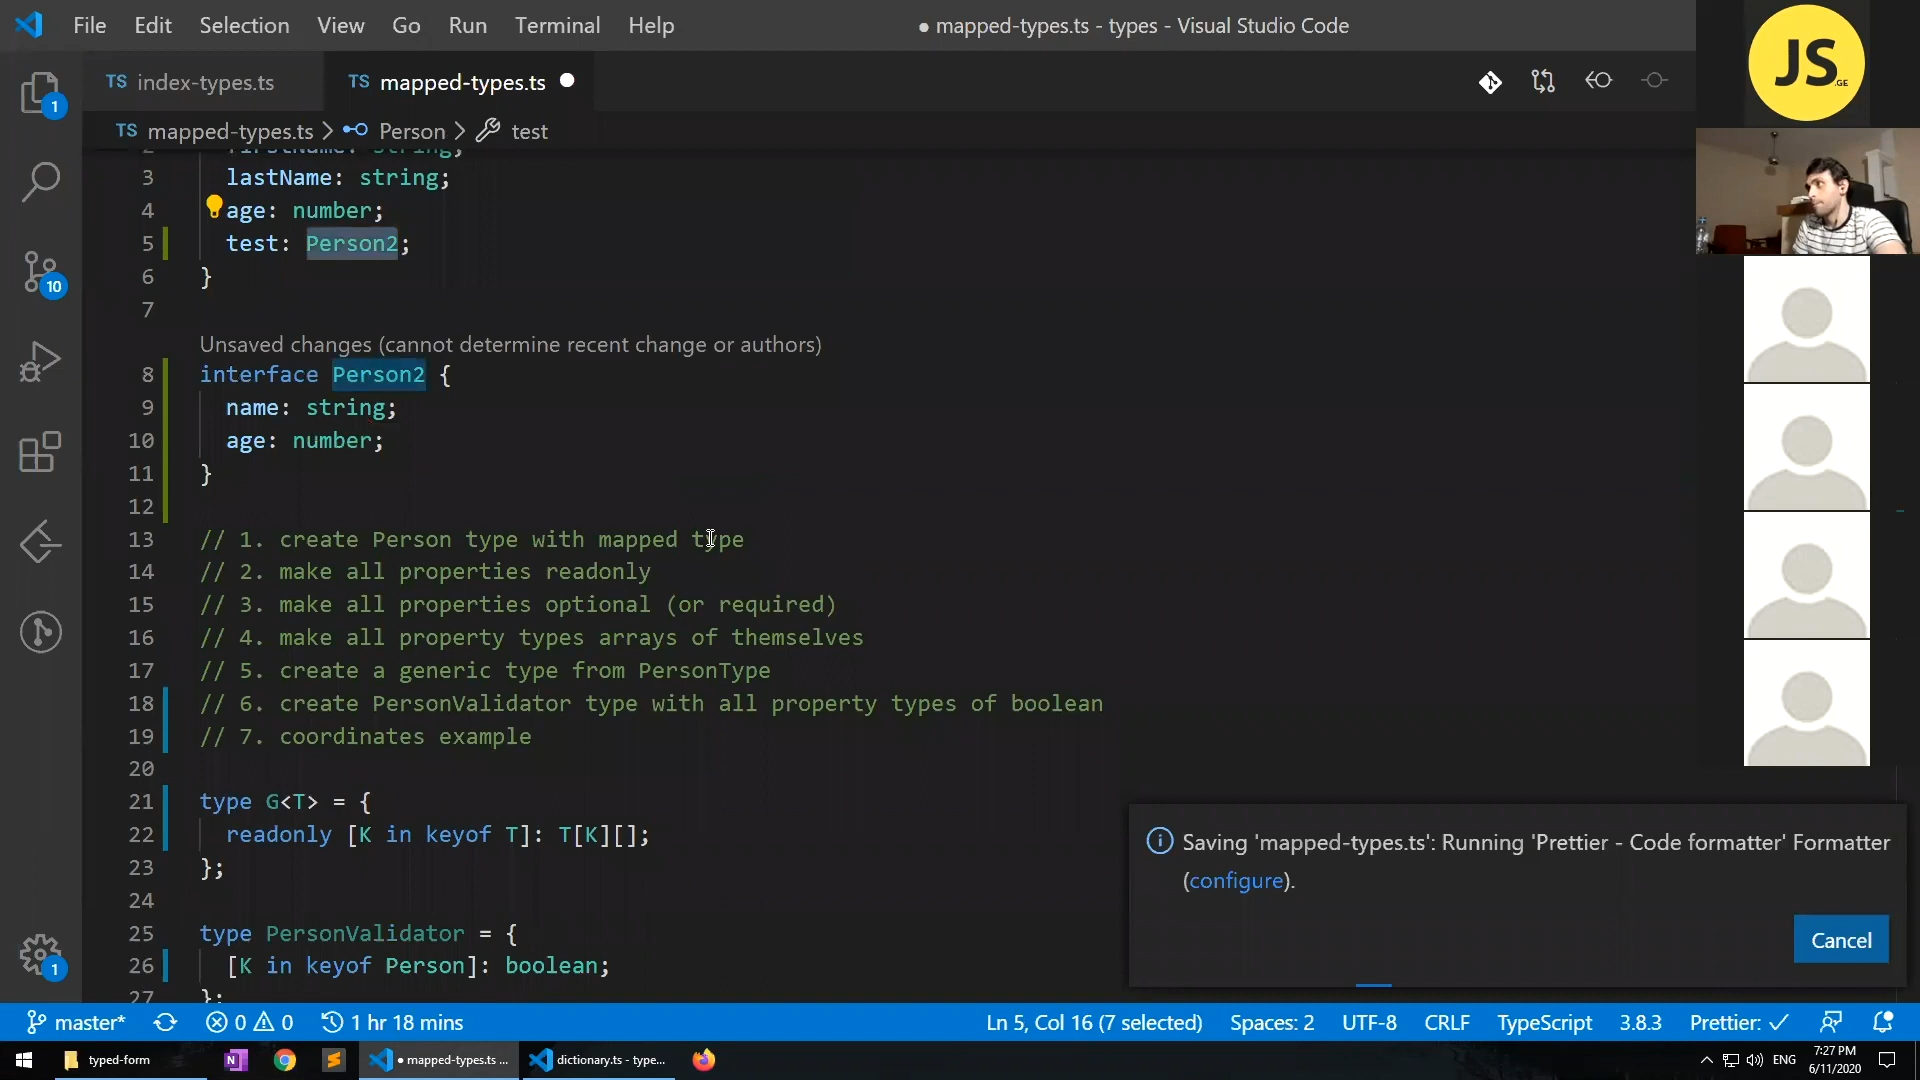 File Edit Selection View Go Run Terminal Help
● mapped-types.ts - types - Visual Studio Code
JS
.GE
TS index-types.ts
TS mapped-types.ts
TS mapped-types.ts > Person > test
2 firstName: string;
3 lastName: string;
4 age: number;
5 test: Person2;
6 }
7
Unsaved changes (cannot determine recent change or authors)
8 interface Person2 {
9 name: string;
10 age: number;
11 }
12
13 // 1. create Person type with mapped type
14 // 2. make all properties readonly
15 // 3. make all properties optional (or required)
16 // 4. make all property types arrays of themselves
17 // 5. create a generic type from PersonType
18 // 6. create PersonValidator type with all property types of boolean
19 // 7. coordinates example
20
21 type G<T> = {
22 readonly [K in keyof T]: T[K][];
23 };
24
25 type PersonValidator = {
26 [K in keyof Person]: boolean;
27 };
1
10
1
Saving 'mapped-types.ts': Running 'Prettier - Code formatter' Formatter
(configure).
Cancel
master* 0 0 1 hr 18 mins Ln 5, Col 16 (7 selected) Spaces: 2 UTF-8 CRLF TypeScript 3.8.3 Prettier: ✓
typed-form
● mapped-types.ts ...
dictionary.ts - type...
ENG
7:27 PM
6/11/2020